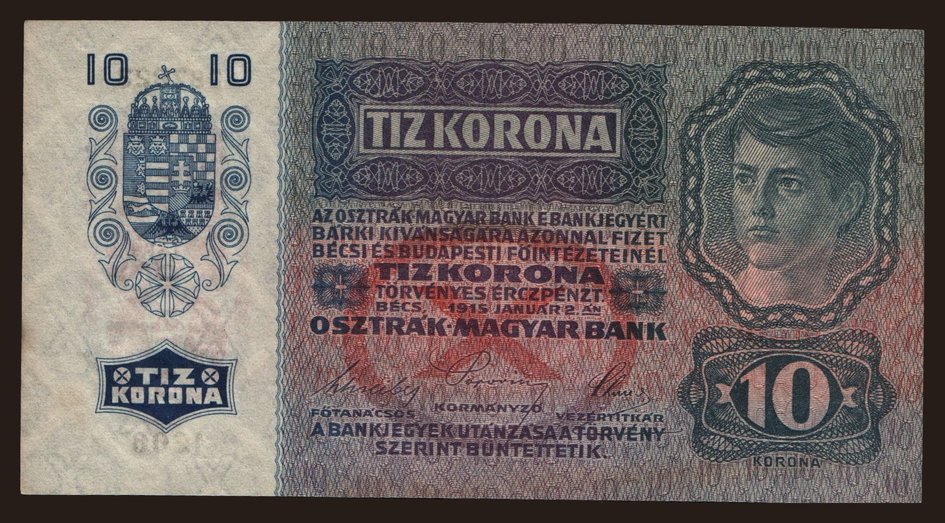 10 10
TIZ KORONA
AZ OSZTRÁK-MAGYAR BANK E BANKJEGYÉRT
BÁRKI KIVÁNSÁGÁRA AZONNAL FIZET
BÉCSI ÉS BUDAPESTI FŐINTÉZETEINÉL
TIZ KORONA
TÖRVÉNYES ÉRCZPÉNZT.
BÉCS, 1915 JANUÁR 2.ÁN
OSZTRÁK-MAGYAR BANK
FŐTANÁCSOS KORMÁNYZÓ VEZÉRTITKÁR
A BANKJEGYEK UTÁNZÁSA A TÖRVÉNY
SZERINT BÜNTETTETIK.
TIZ
KORONA
10
KORONA